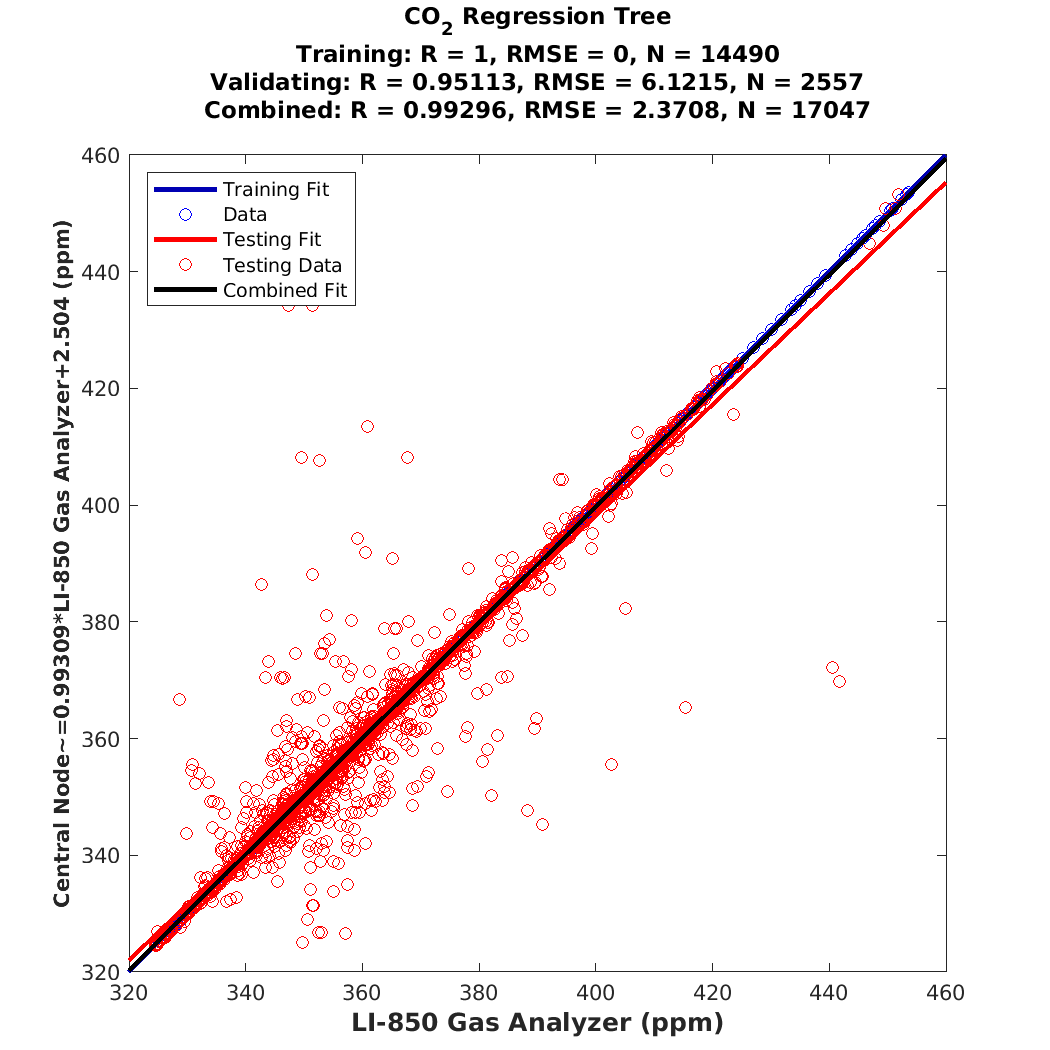 CO2 Regression Tree
Training: R = 1, RMSE = 0, N = 14490
Validating: R = 0.95113, RMSE = 6.1215, N = 2557
Combined: R = 0.99296, RMSE = 2.3708, N = 17047
Training Fit
Data
Testing Fit
Testing Data
Combined Fit
Central Node~=0.99309*LI-850 Gas Analyzer+2.504 (ppm)
460
440
420
400
380
360
340
320
320 340 360 380 400 420 440 460
LI-850 Gas Analyzer (ppm)